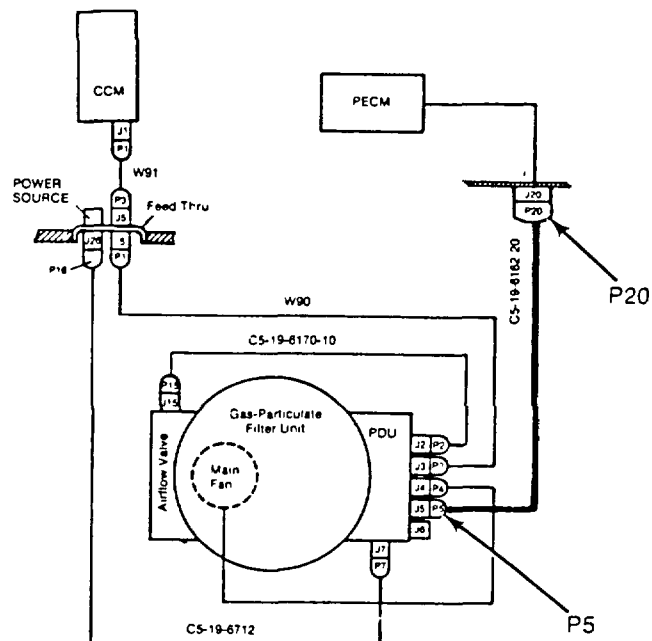 CCM
PECM
J1
P1
W91
POWER
SOURCE
P3
J5
Feed Thru
J20
P20
J28
5
P1
P16
P20
C5-19-6162 20
W90
C5-19-6170-10
P15
J15
Gas-Particulate
Filter Unit
PDU
Airflow Valve
Main
Fan
J2 P2
J3
J4 P4
J5 P5
J6
J7
P7
P5
C5-19-6712